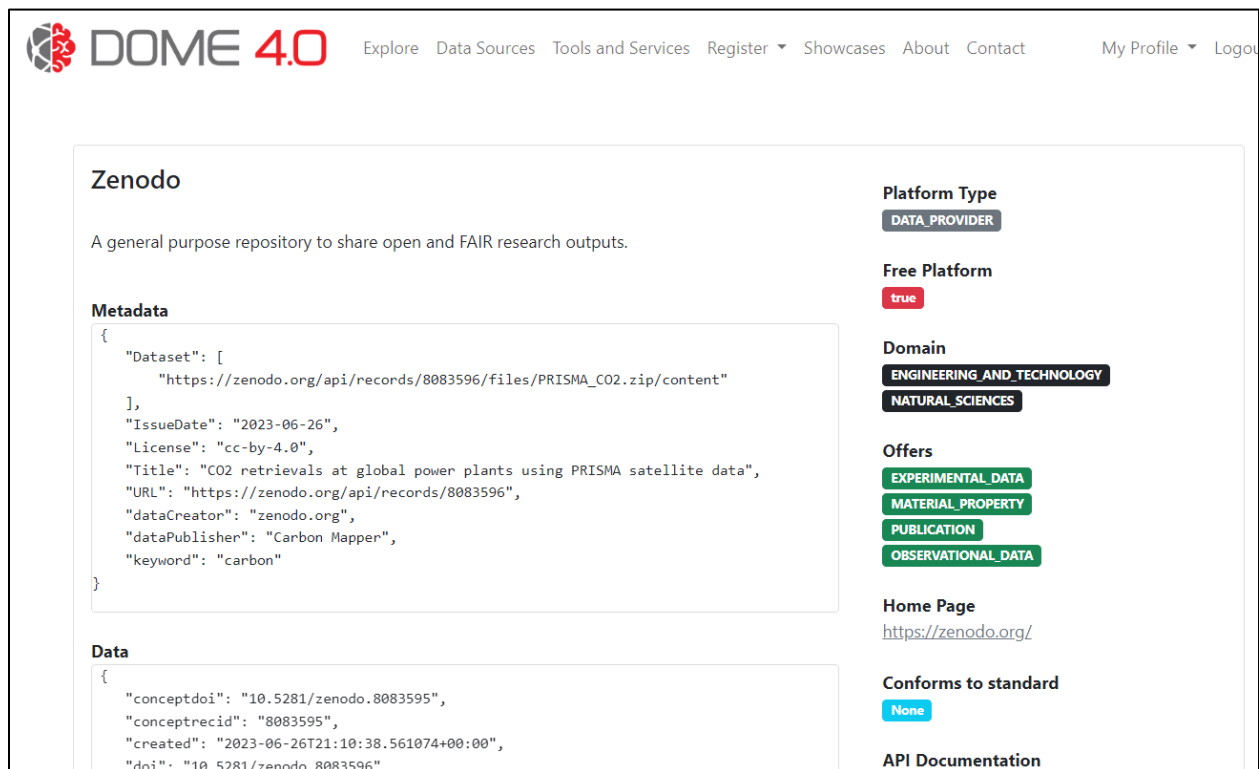 DOME 4.0 Explore Data Sources Tools and Services Register Showcases About Contact My Profile Logou
Zenodo
A general purpose repository to share open and FAIR research outputs.
Metadata
{
"Dataset": [
"https://zenodo.org/api/records/8083596/files/PRISMA_CO2.zip/content"
],
"IssueDate": "2023-06-26",
"License": "cc-by-4.0",
"Title": "CO2 retrievals at global power plants using PRISMA satellite data",
"URL": "https://zenodo.org/api/records/8083596",
"dataCreator": "zenodo.org",
"dataPublisher": "Carbon Mapper",
"keyword": "carbon"
}
Data
{
"conceptdoi": "10.5281/zenodo.8083595",
"conceptrecid": "8083595",
"created": "2023-06-26T21:10:38.561074+00:00",
"doi": "10.5281/zenodo.8083596"
Platform Type
DATA_PROVIDER
Free Platform
true
Domain
ENGINEERING_AND_TECHNOLOGY
NATURAL_SCIENCES
Offers
EXPERIMENTAL_DATA
MATERIAL_PROPERTY
PUBLICATION
OBSERVATIONAL_DATA
Home Page
https://zenodo.org/
Conforms to standard
None
API Documentation